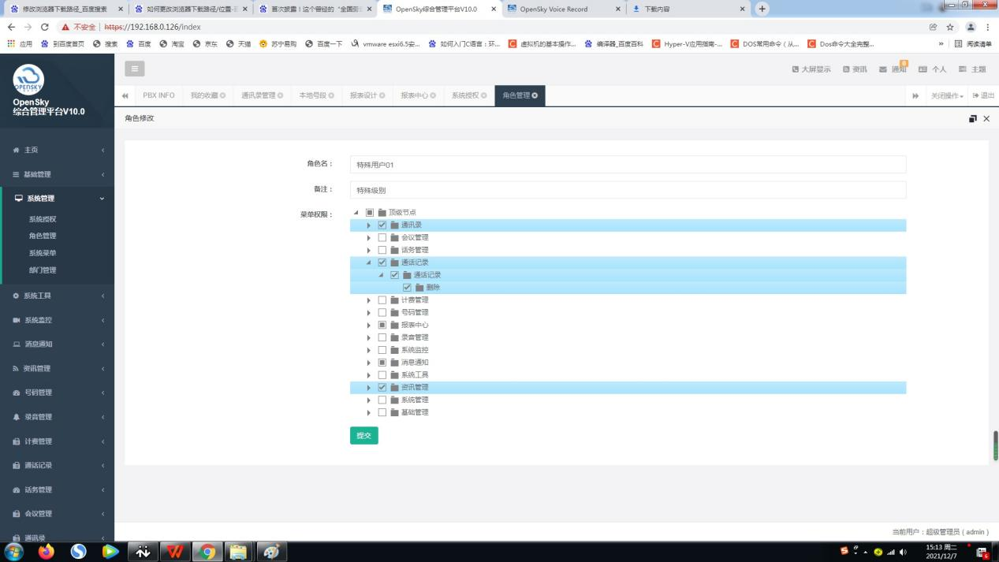 修改浏览器下载路径_百度搜索
如何更改浏览器下载路径/位置-百
首次披露！这个曾经的“全国贫
OpenSky综合管理平台V10.0
OpenSky Voice Record
下载内容
不安全 https://192.168.0.126/index
应用 到百度首页 搜索 百度 淘宝 京东 天猫 苏宁易购 百度一下 vmware esxi6.5安... 如何入门C语言：环... 虚拟机的基本操作... 编译器_百度百科 Hyper-V应用指南-... DOS常用命令（从... Dos命令大全完整... » 阅读清单
OPENSKY
OpenSky
综合管理平台V10.0
大屏显示 资讯 通知 0 个人 主题
PBX INFO 我的收藏 通讯录管理 本地号段 报表设计 报表中心 系统授权 角色管理 关闭操作 退出
角色修改
主页
基础管理
系统管理
系统授权
角色管理
系统菜单
部门管理
系统工具
系统监控
消息通知
资讯管理
号码管理
录音管理
计费管理
通话记录
话务管理
会议管理
通讯录
角色名： 特殊用户01
备注： 特殊级别
菜单权限： 顶级节点
通讯录
会议管理
话务管理
通话记录
通话记录
删除
计费管理
号码管理
报表中心
录音管理
系统监控
消息通知
系统工具
资讯管理
系统管理
基础管理
提交
当前用户：超级管理员 ( admin )
15:13 周二
2021/12/7
6